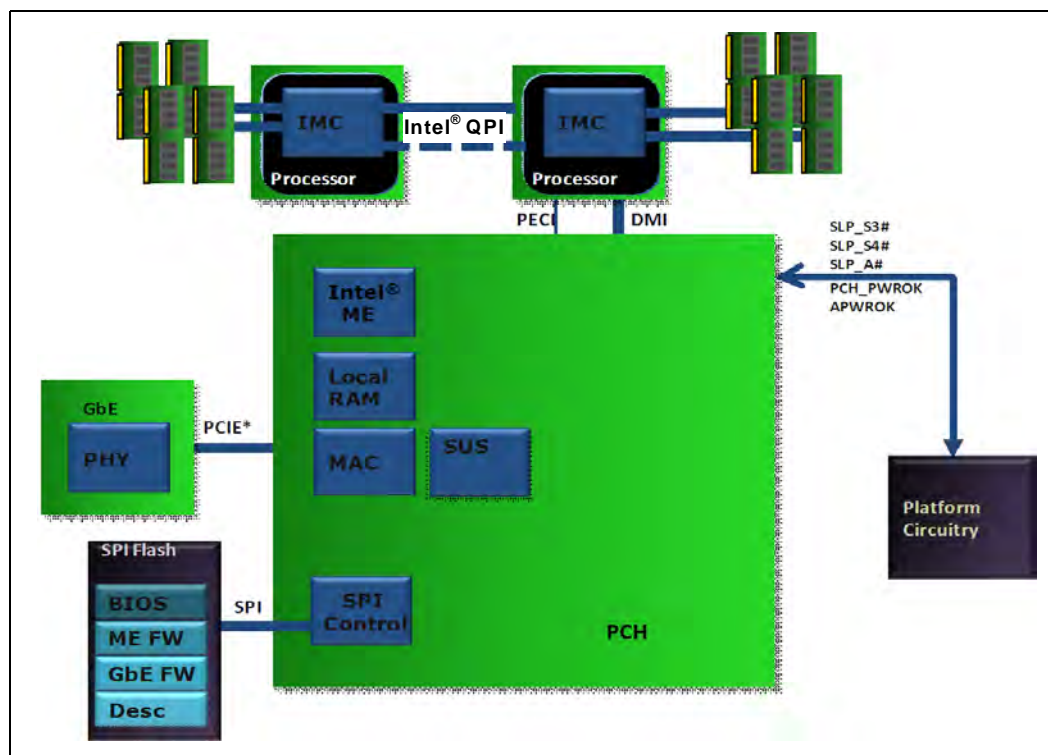 IMC
Intel® QPI
IMC
Processor
Processor
PECI
DMI
SLP_S3#
SLP_S4#
SLP_A#
PCH_PWROK
APWROK
Intel®
ME
Local
RAM
GbE
PHY
PCIE*
MAC
SUS
Platform
Circuitry
SPI Flash
BIOS
ME FW
GbE FW
Desc
SPI
SPI
Control
PCH